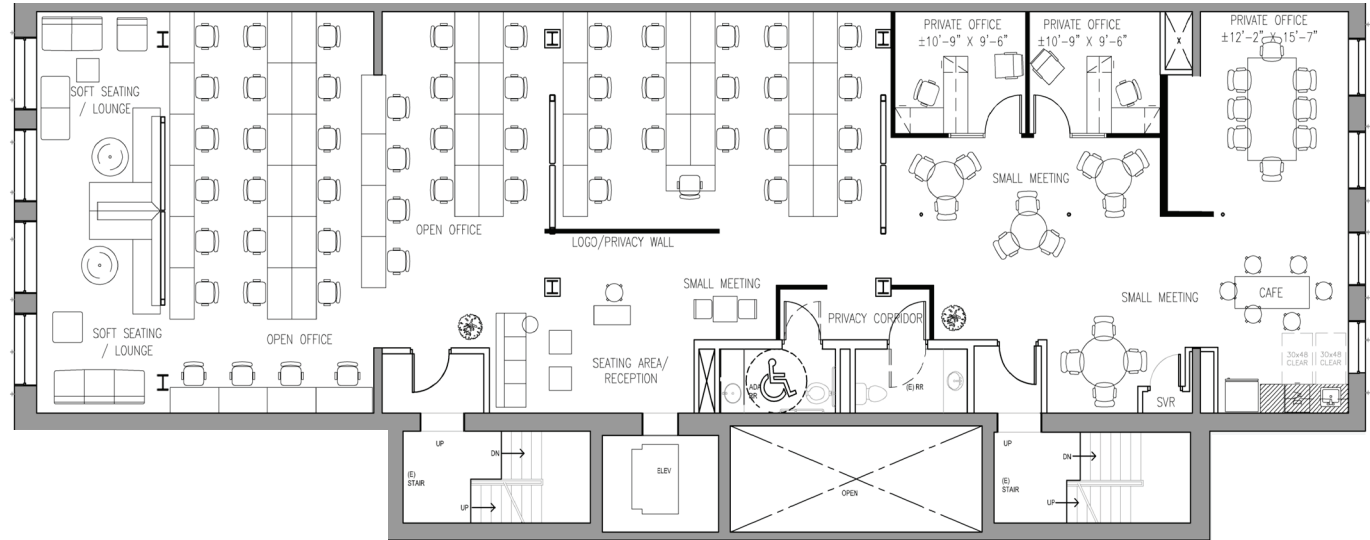 PRIVATE OFFICE
±10'-9" X 9'-6"
PRIVATE OFFICE
±10'-9" X 9'-6"
X
PRIVATE OFFICE
±12'-2" X 15'-7"
SOFT SEATING
/ LOUNGE
SMALL MEETING
OPEN OFFICE
LOGO/PRIVACY WALL
SMALL MEETING
SMALL MEETING
CAFE
PRIVACY CORRIDOR
SOFT SEATING
/ LOUNGE
OPEN OFFICE
SEATING AREA/
RECEPTION
30x48
CLEAR
30x48
CLEAR
ADA
RR
(E) RR
SVR
UP
DN
(E)
STAIR
UP
ELEV
OPEN
UP
DN
(E)
STAIR
UP